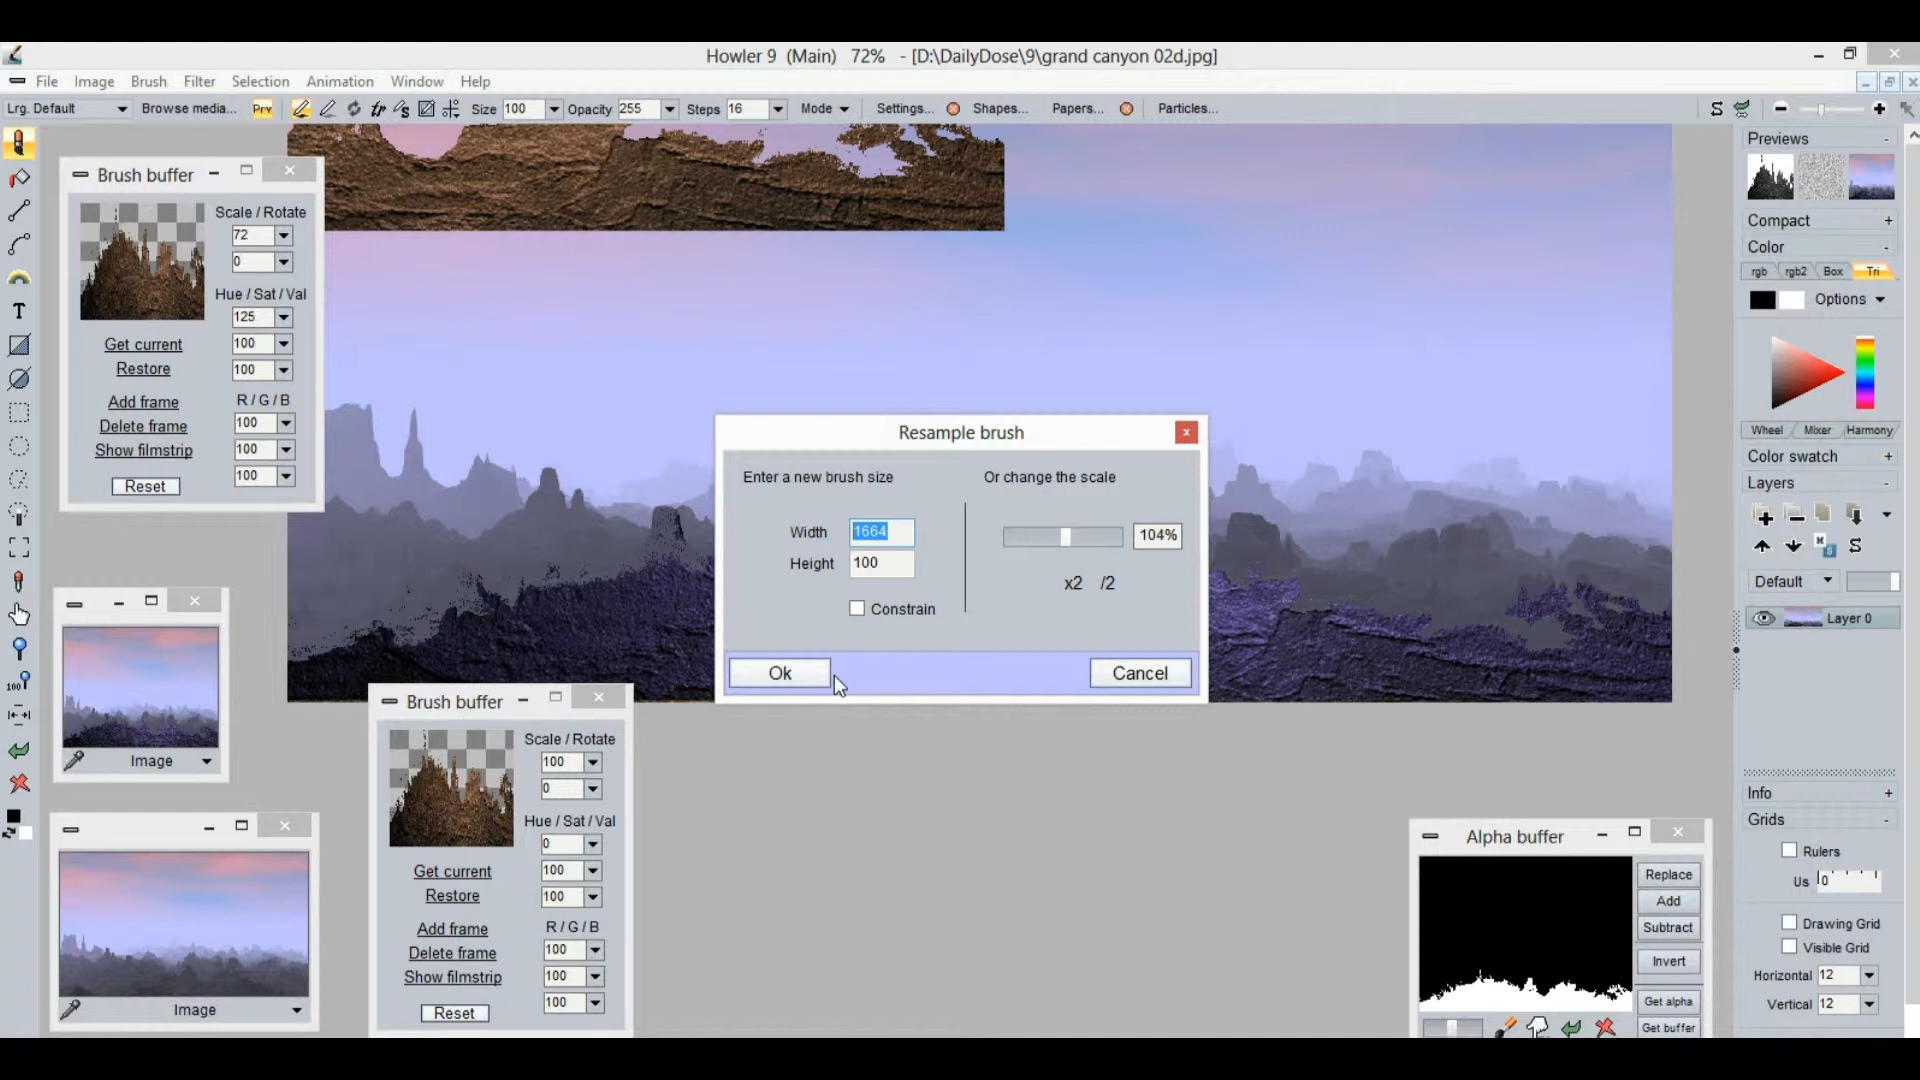 Howler 9 (Main) 72% - [D:\DailyDose\9\grand canyon 02d.jpg]
File Image Brush Filter Selection Animation Window Help
Lrg. Default Browse media... Prv Size 100 Opacity 255 Steps 16 Mode Settings... Shapes... Papers... Particles...
Brush buffer
Scale / Rotate
72
0
Hue / Sat / Val
125
Get current 100
Restore 100
Add frame R / G / B
Delete frame 100
Show filmstrip 100
Reset 100
Image
Image
Brush buffer
Scale / Rotate
100
0
Hue / Sat / Val
0
Get current 100
Restore 100
Add frame R / G / B
Delete frame 100
Show filmstrip 100
Reset 100
Resample brush
Enter a new brush size Or change the scale
Width 1664 104%
Height 100
x2 /2
Constrain
Ok Cancel
Alpha buffer
Replace
Add
Subtract
Invert
Get alpha
Get buffer
Previews -
Compact +
Color -
rgb rgb2 Box Tri
Options
Wheel Mixer Harmony
Color swatch +
Layers -
Default
Layer 0
Info +
Grids -
Rulers
Us 0
Drawing Grid
Visible Grid
Horizontal 12
Vertical 12
T
100